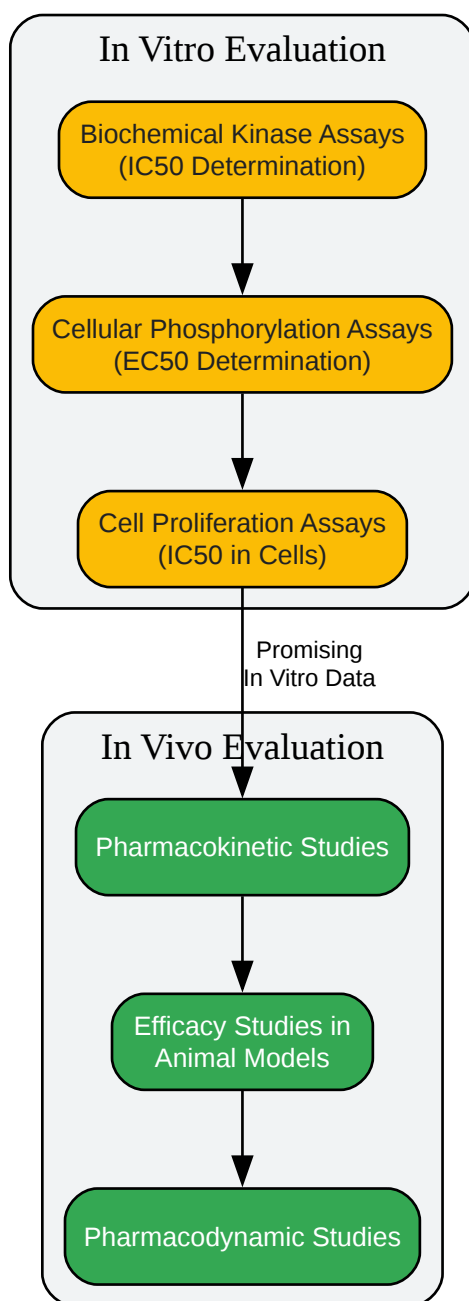 In Vitro Evaluation
Biochemical Kinase Assays
(IC50 Determination)
Cellular Phosphorylation Assays
(EC50 Determination)
Cell Proliferation Assays
(IC50 in Cells)
Promising
In Vitro Data
In Vivo Evaluation
Pharmacokinetic Studies
Efficacy Studies in
Animal Models
Pharmacodynamic Studies